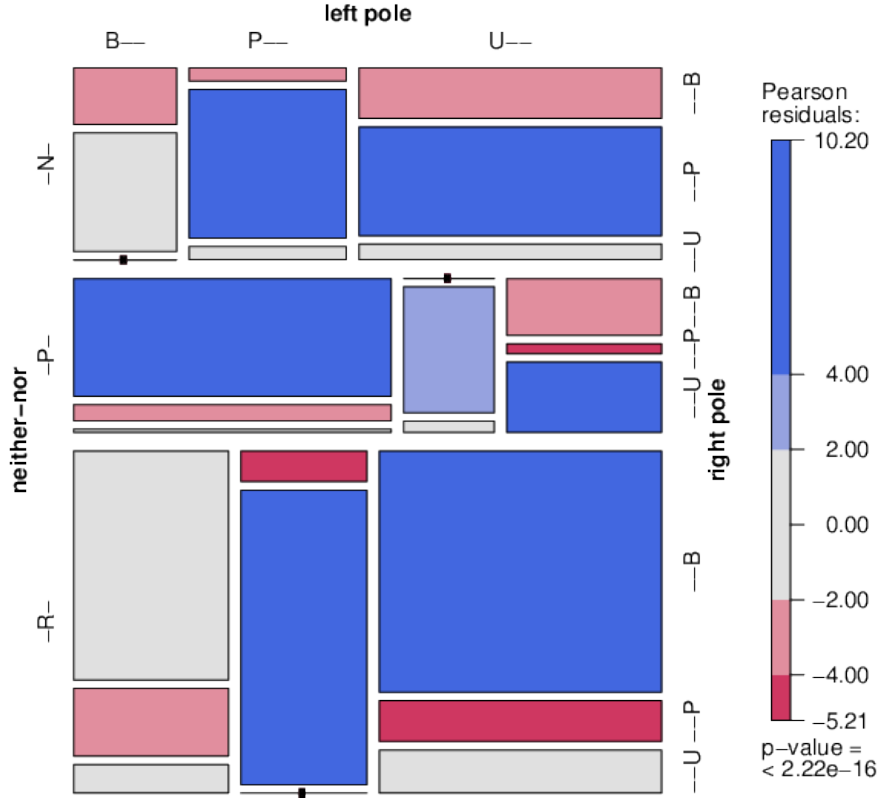 left pole
B−− P−− U−−
neither−nor
−N−
−P−
−R−
−−B
−−P
−−U
−−B
−−P
−−U
−−B
−−P
−−U
right pole
Pearson
residuals:
10.20
4.00
2.00
0.00
−2.00
−4.00
−5.21
p−value =
< 2.22e−16